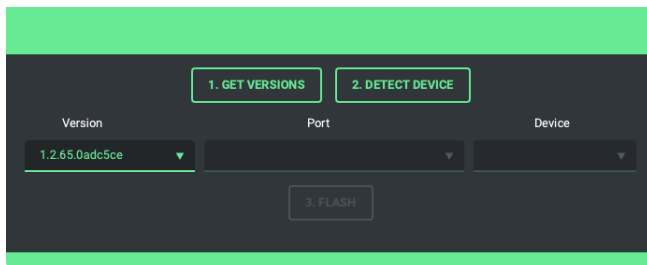 1. GET VERSIONS 2. DETECT DEVICE
Version Port Device
1.2.65.0adc5ce
3. FLASH